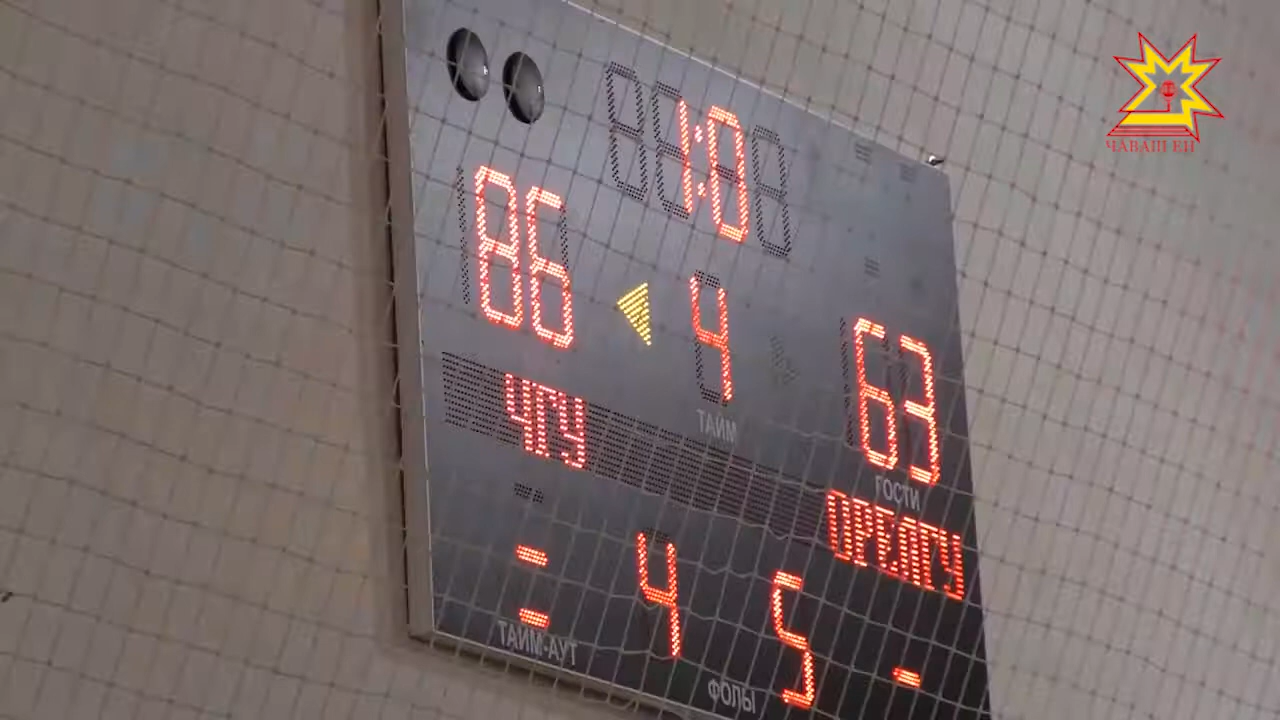 1:0
86
4
63
ТАЙМ
ЧГУ
ГОСТИ
ОРЕЛГУ
=
4
5
-
ТАЙМ-АУТ
ФОЛЫ
ЧĂВАШ ЕН